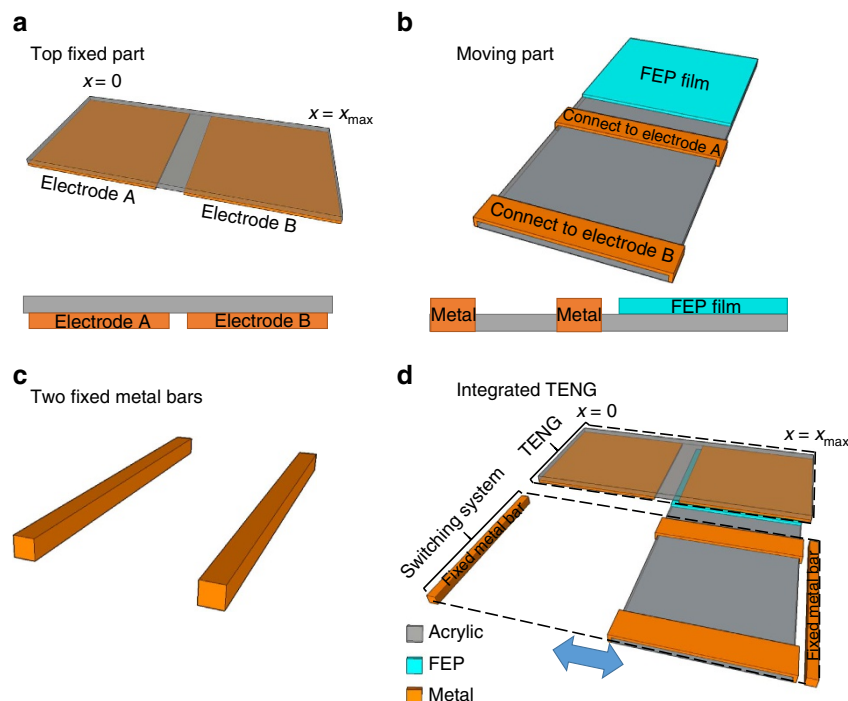 a
Top fixed part
x = 0
x = xmax
Electrode A
Electrode B
Electrode A
Electrode B
b
Moving part
FEP film
Connect to electrode A
Connect to electrode B
Metal
Metal
FEP film
c
Two fixed metal bars
d
Integrated TENG
x = 0
x = xmax
TENG
Switching system
Fixed metal bar
Fixed metal bar
Acrylic
FEP
Metal